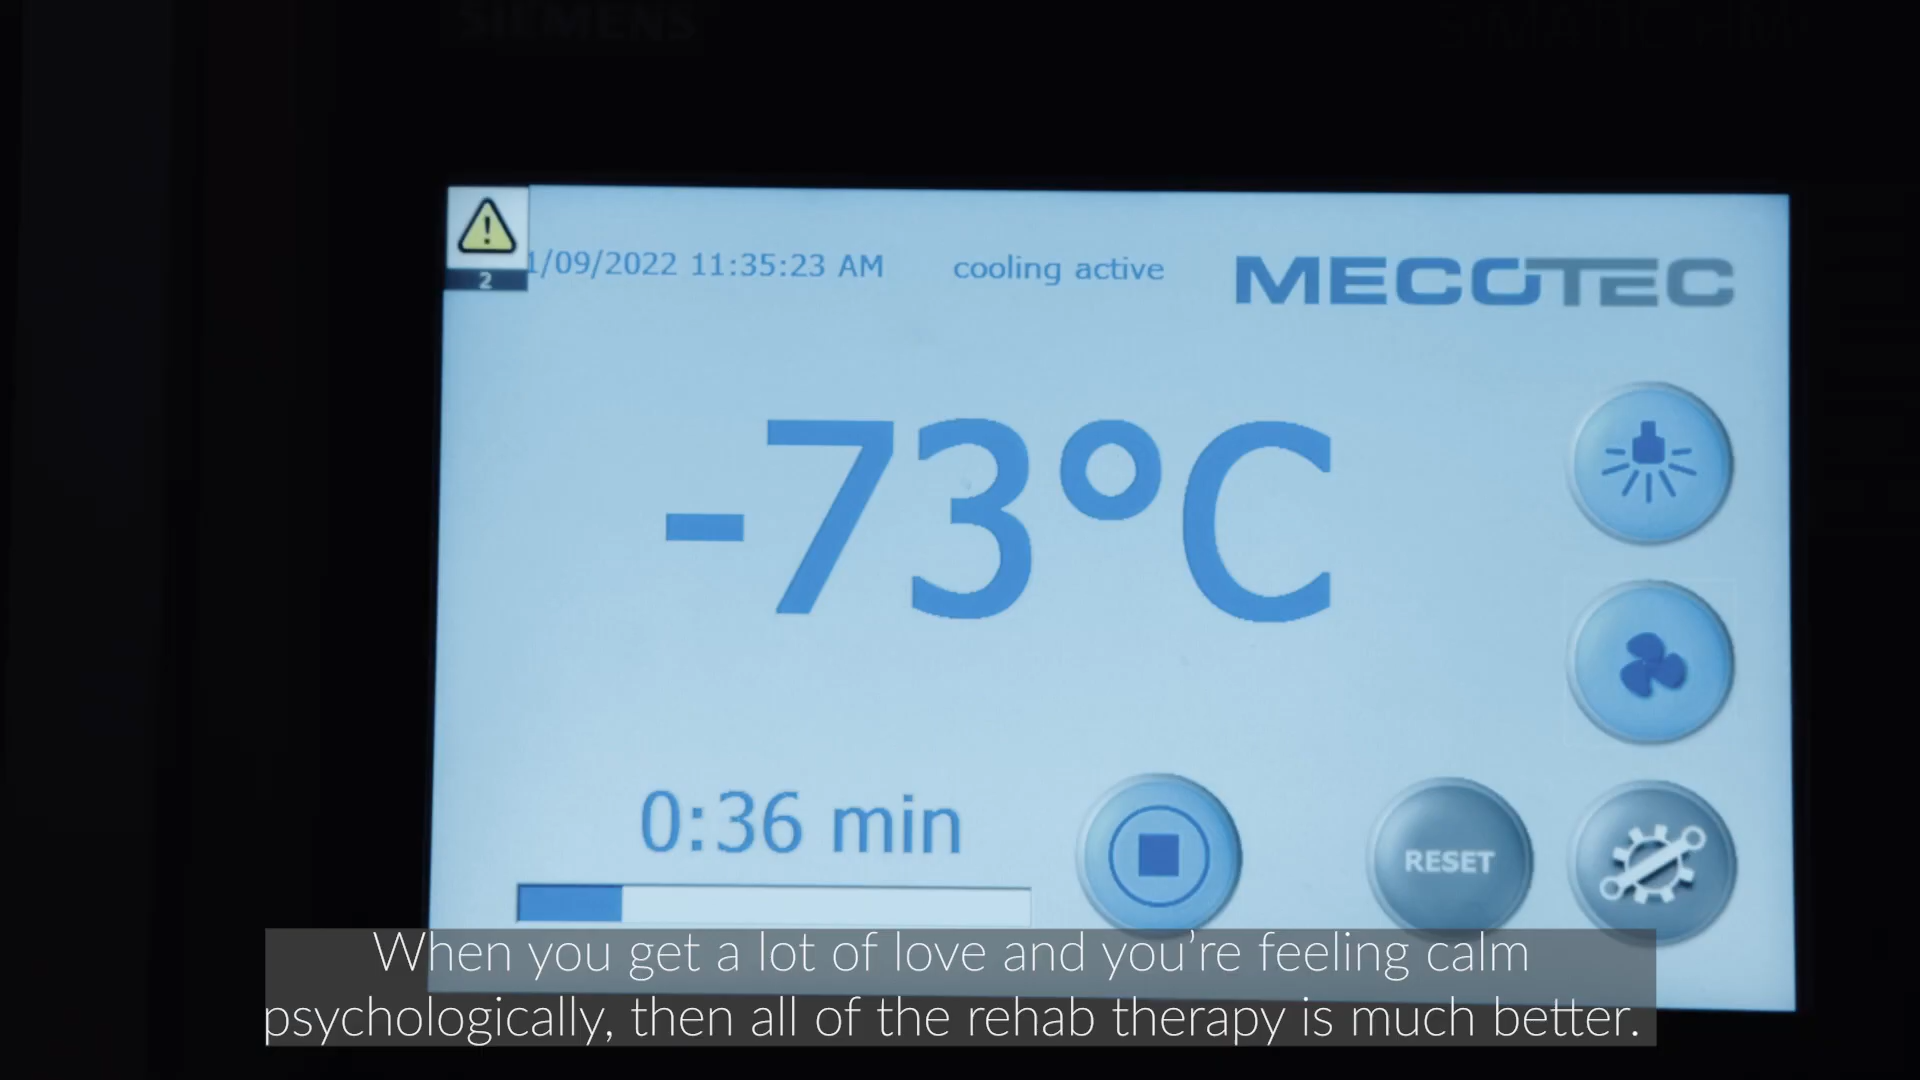 SIEMENS
1/09/2022 11:35:23 AM
cooling active
MECOTEC
2
-73°C
0:36 min
RESET
When you get a lot of love and you’re feeling calm
psychologically, then all of the rehab therapy is much better.